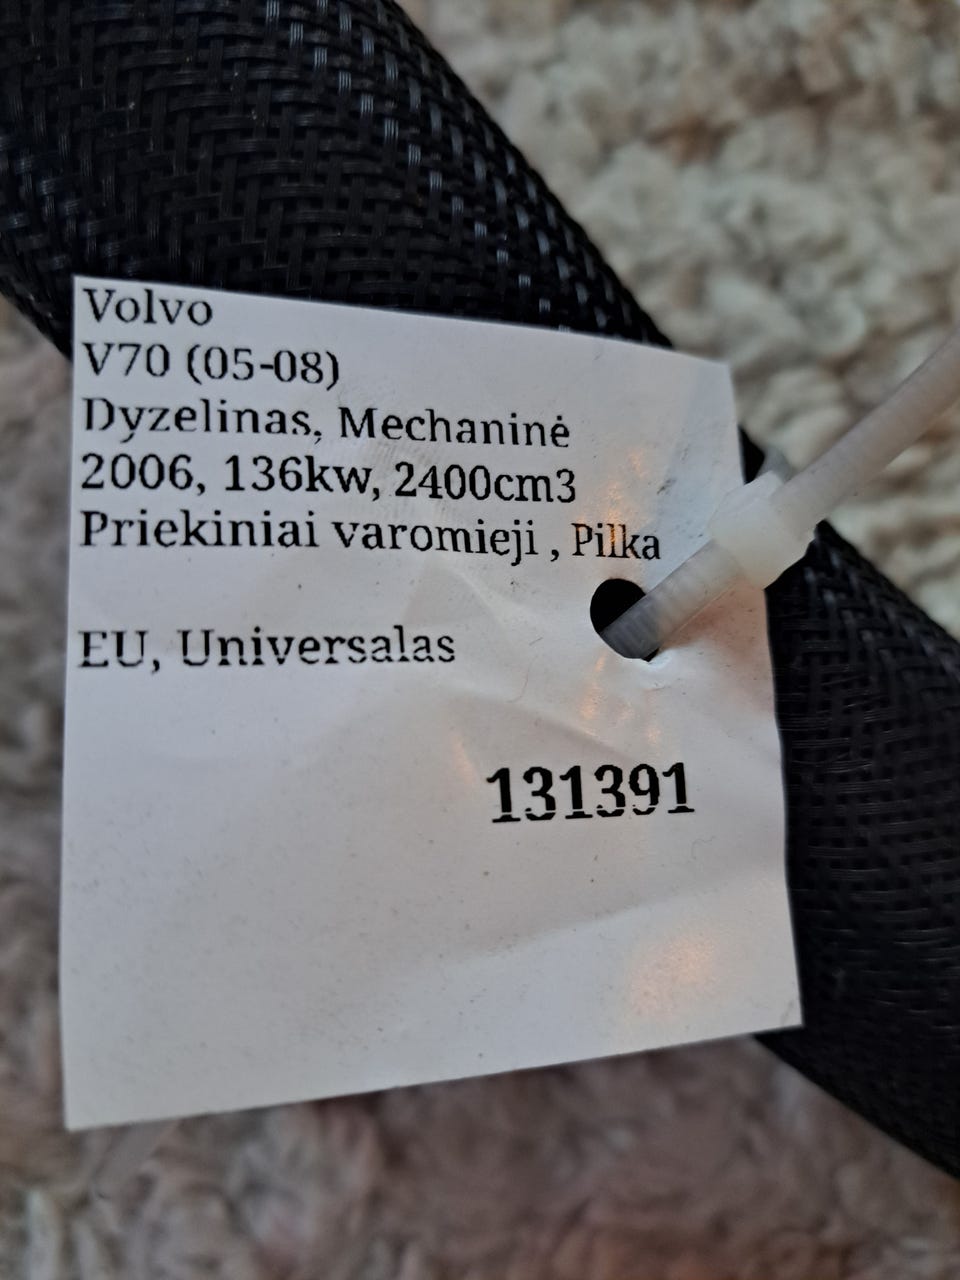 Volvo
V70 (05-08)
Dyzelinas, Mechaninė
2006, 136kw, 2400cm3
Priekiniai varomieji , Pilka
EU, Universalas
131391